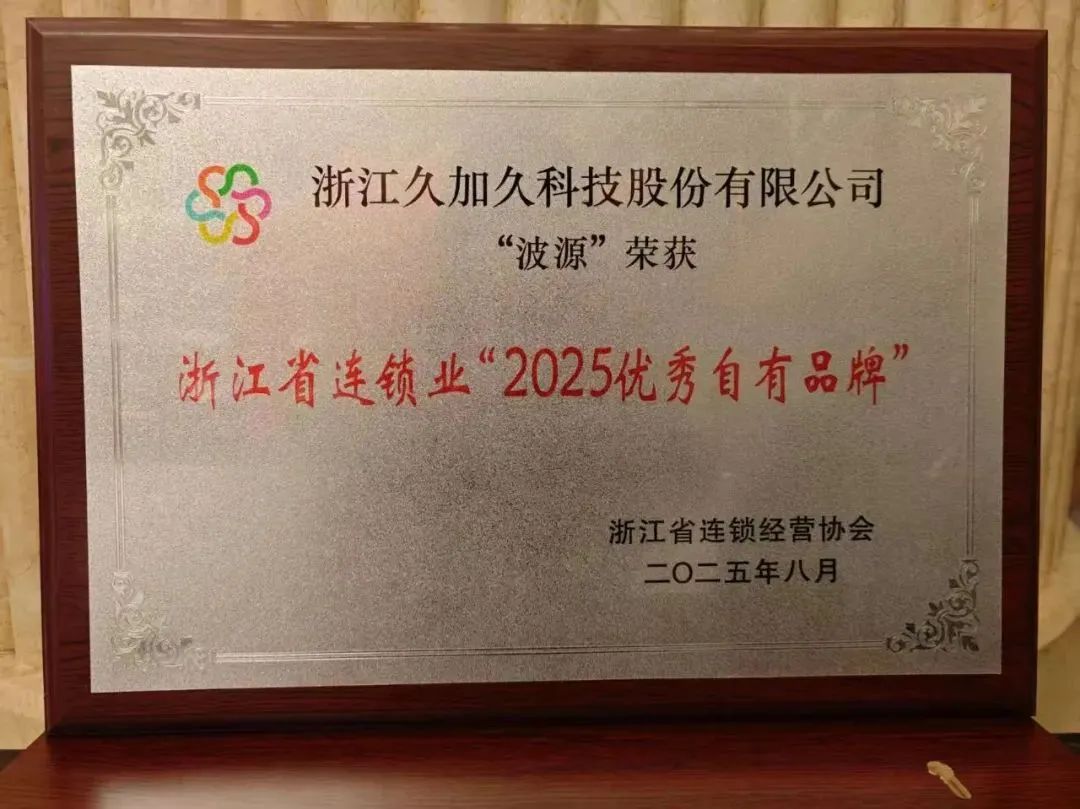 浙江久加久科技股份有限公司
“波源”荣获
浙江省连锁业“2025优秀自有品牌”
浙江省连锁经营协会
二〇二五年八月